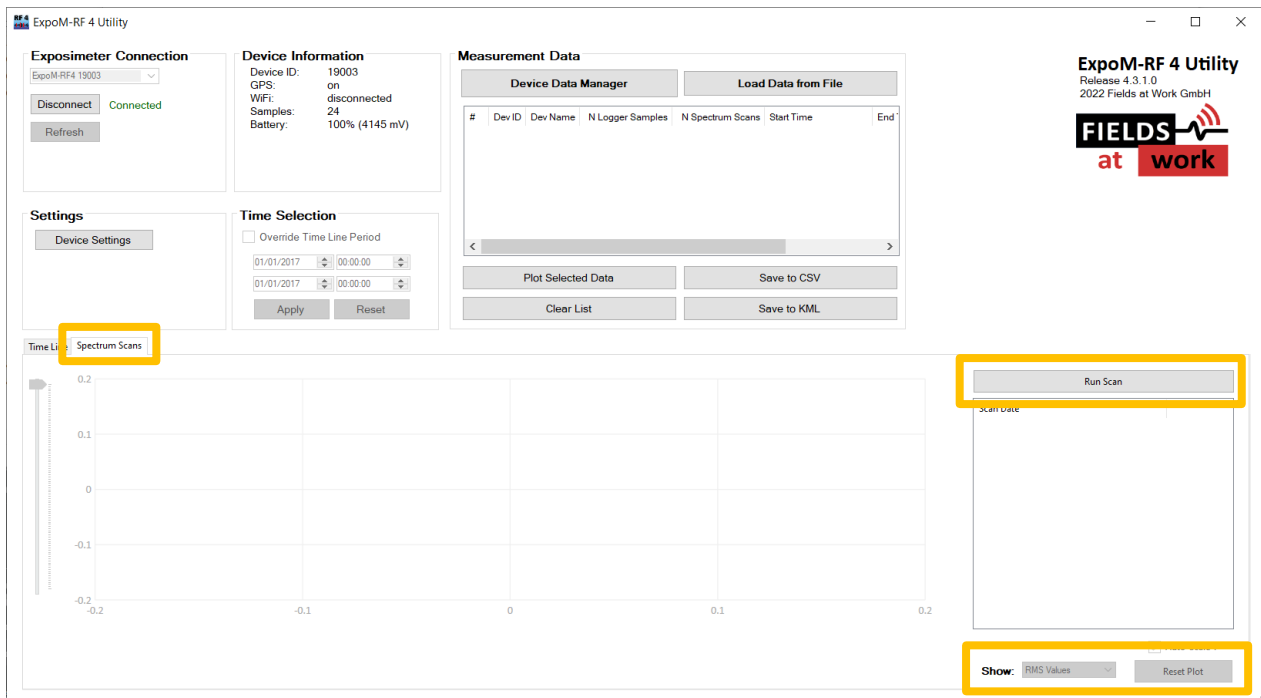 ExpoM-RF 4 Utility
Exposimeter Connection
ExpoM-RF4 19003
Disconnect Connected
Refresh
Device Information
Device ID: 19003
GPS: on
WiFi: disconnected
Samples: 24
Battery: 100% (4145 mV)
Measurement Data
Device Data Manager Load Data from File
# Dev ID Dev Name N Logger Samples N Spectrum Scans Start Time End
Plot Selected Data Save to CSV
Clear List Save to KML
ExpoM-RF 4 Utility
Release 4.3.1.0
2022 Fields at Work GmbH
FIELDS
at work
Settings
Device Settings
Time Selection
Override Time Line Period
01/01/2017 00:00:00
01/01/2017 00:00:00
Apply Reset
Time Spectrum Scans
0.2
0.1
0
-0.1
-0.2
-0.2 -0.1 0 0.1 0.2
Run Scan
Scan Date
Show: RMS Values Reset Plot